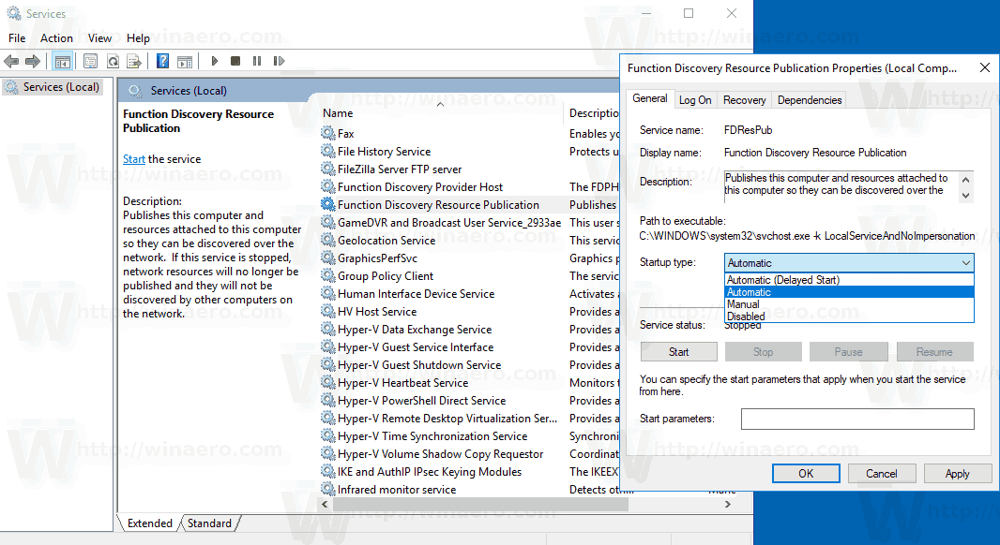 Services
File Action View Help
Services (Local)
Services (Local)
Function Discovery Resource
Publication
Start the service
Description:
Publishes this computer and
resources attached to this computer
so they can be discovered over the
network. If this service is stopped,
network resources will no longer be
published and they will not be
discovered by other computers on
the network.
Name Descriptio
Fax Enables yo
File History Service Protects u
FileZilla Server FTP server
Function Discovery Provider Host The FDPH
Function Discovery Resource Publication Publishes
GameDVR and Broadcast User Service_2933ae This user s
Geolocation Service This servic
GraphicsPerfSvc Graphics p
Group Policy Client The servic
Human Interface Device Service Activates a
HV Host Service Provides a
Hyper-V Data Exchange Service Provides a
Hyper-V Guest Service Interface Provides a
Hyper-V Guest Shutdown Service Provides a
Hyper-V Heartbeat Service Monitors t
Hyper-V PowerShell Direct Service Provides a
Hyper-V Remote Desktop Virtualization Ser... Provides a
Hyper-V Time Synchronization Service Synchroni
Hyper-V Volume Shadow Copy Requestor Coordinat
IKE and AuthIP IPsec Keying Modules The IKEEX
Infrared monitor service Detects ot
Extended Standard
Function Discovery Resource Publication Properties (Local Comp...
General Log On Recovery Dependencies
Service name: FDResPub
Display name: Function Discovery Resource Publication
Description: Publishes this computer and resources attached to
this computer so they can be discovered over the
Path to executable:
C:\WINDOWS\system32\svchost.exe -k LocalServiceAndNoImpersonation
Startup type: Automatic
Automatic (Delayed Start)
Automatic
Manual
Disabled
Service status: Stopped
Start Stop Pause Resume
You can specify the start parameters that apply when you start the service
from here.
Start parameters:
OK Cancel Apply
http://winaero.com